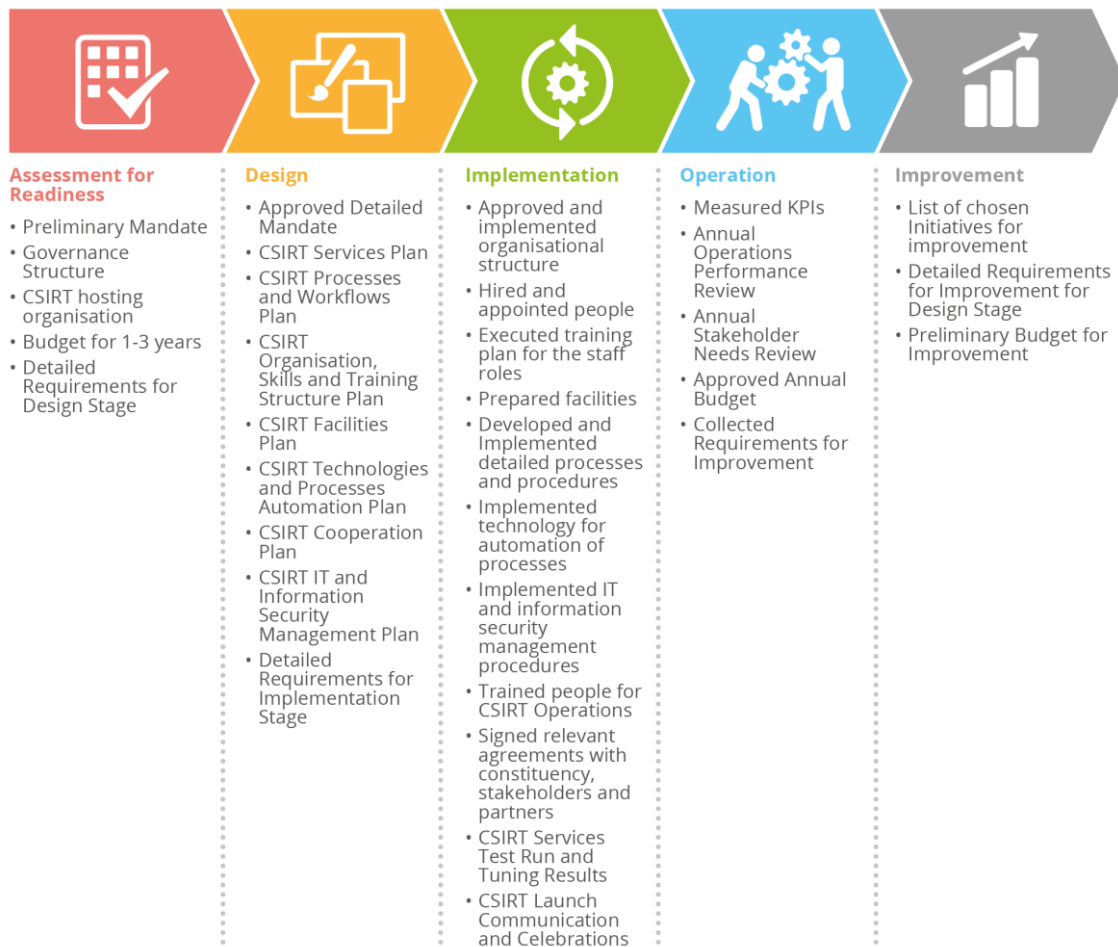 Assessment for
Readiness
• Preliminary Mandate
• Governance
Structure
• CSIRT hosting
organisation
• Budget for 1-3 years
• Detailed
Requirements for
Design Stage
Design
• Approved Detailed
Mandate
• CSIRT Services Plan
• CSIRT Processes
and Workflows
Plan
• CSIRT
Organisation,
Skills and Training
Structure Plan
• CSIRT Facilities
Plan
• CSIRT Technologies
and Processes
Automation Plan
• CSIRT Cooperation
Plan
• CSIRT IT and
Information
Security
Management Plan
• Detailed
Requirements for
Implementation
Stage
Implementation
• Approved and
implemented
organisational
structure
• Hired and
appointed people
• Executed training
plan for the staff
roles
• Prepared facilities
• Developed and
Implemented
detailed processes
and procedures
• Implemented
technology for
automation of
processes
• Implemented IT
and information
security
management
procedures
• Trained people for
CSIRT Operations
• Signed relevant
agreements with
constituency,
stakeholders and
partners
• CSIRT Services
Test Run and
Tuning Results
• CSIRT Launch
Communication
and Celebrations
Operation
• Measured KPIs
• Annual
Operations
Performance
Review
• Annual
Stakeholder
Needs Review
• Approved Annual
Budget
• Collected
Requirements for
Improvement
Improvement
• List of chosen
Initiatives for
improvement
• Detailed Requirements
for Improvement for
Design Stage
• Preliminary Budget for
Improvement